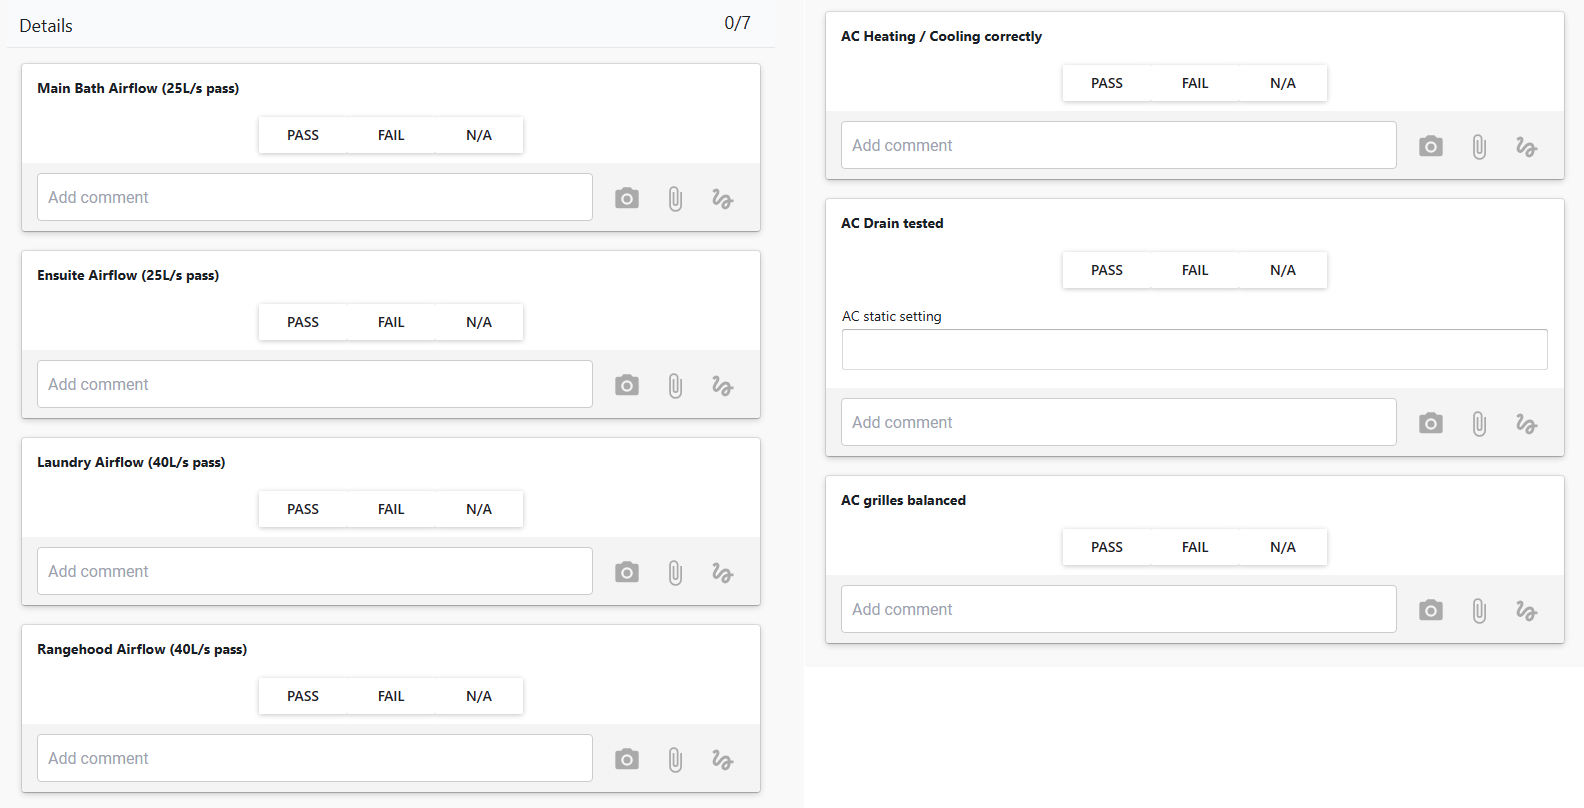 Details
0/7
Main Bath Airflow (25L/s pass)
PASS FAIL N/A
Add comment
Ensuite Airflow (25L/s pass)
PASS FAIL N/A
Add comment
Laundry Airflow (40L/s pass)
PASS FAIL N/A
Add comment
Rangehood Airflow (40L/s pass)
PASS FAIL N/A
Add comment
AC Heating / Cooling correctly
PASS FAIL N/A
Add comment
AC Drain tested
PASS FAIL N/A
AC static setting
Add comment
AC grilles balanced
PASS FAIL N/A
Add comment